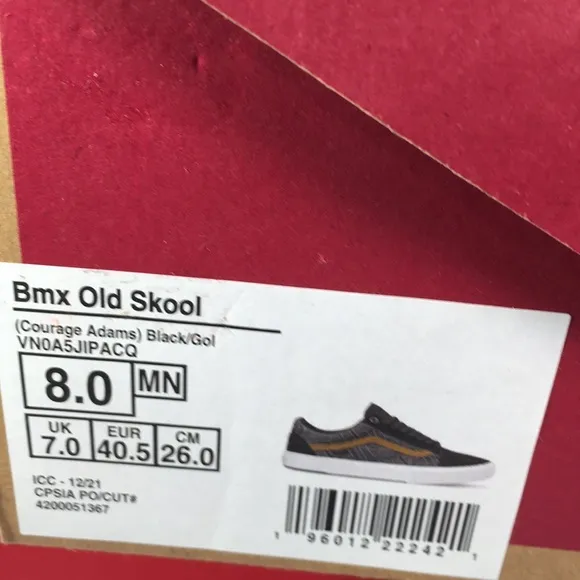 Bmx Old Skool
(Courage Adams) Black/Gol
VN0A5JIPACQ
8.0 MN
UK EUR CM
7.0 40.5 26.0
ICC - 12/21
CPSIA PO/CUT#
4200051367
1 96012 22242 1